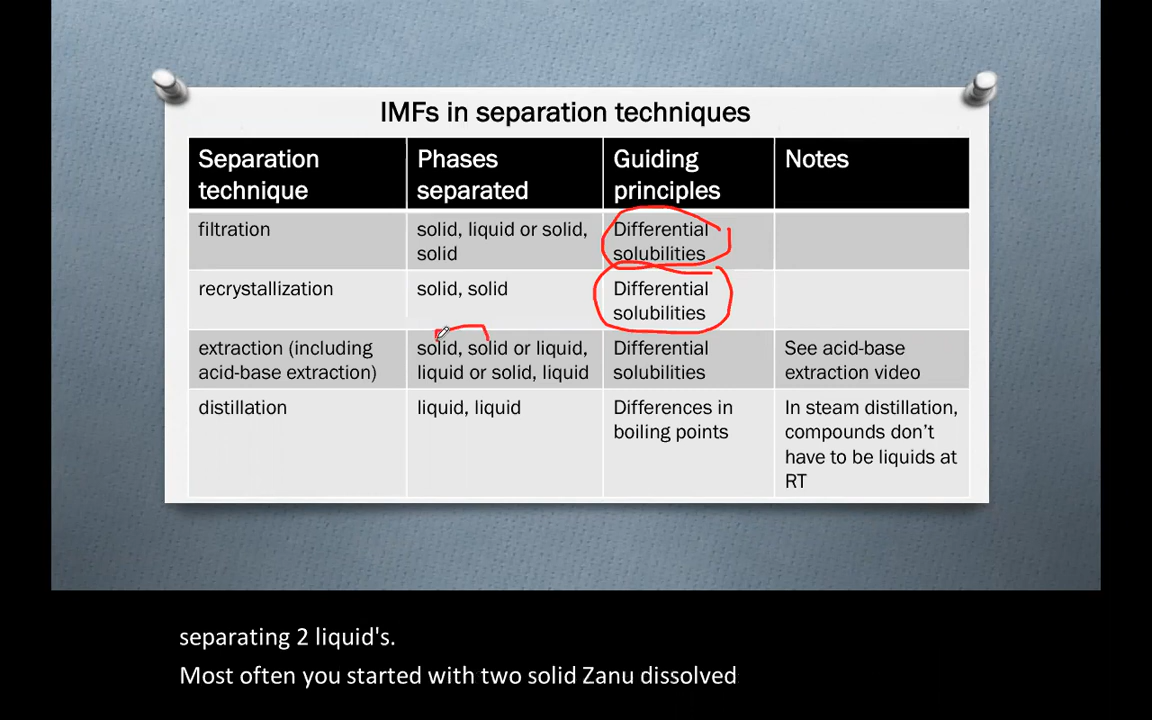 IMFs in separation techniques
Separation technique
Phases separated
Guiding principles
Notes
filtration
solid, liquid or solid,
solid
Differential
solubilities
recrystallization
solid, solid
Differential
solubilities
extraction (including
acid-base extraction)
solid, solid or liquid,
liquid or solid, liquid
Differential
solubilities
See acid-base
extraction video
distillation
liquid, liquid
Differences in
boiling points
In steam distillation,
compounds don't
have to be liquids at
RT
separating 2 liquid's.
Most often you started with two solid Zanu dissolved